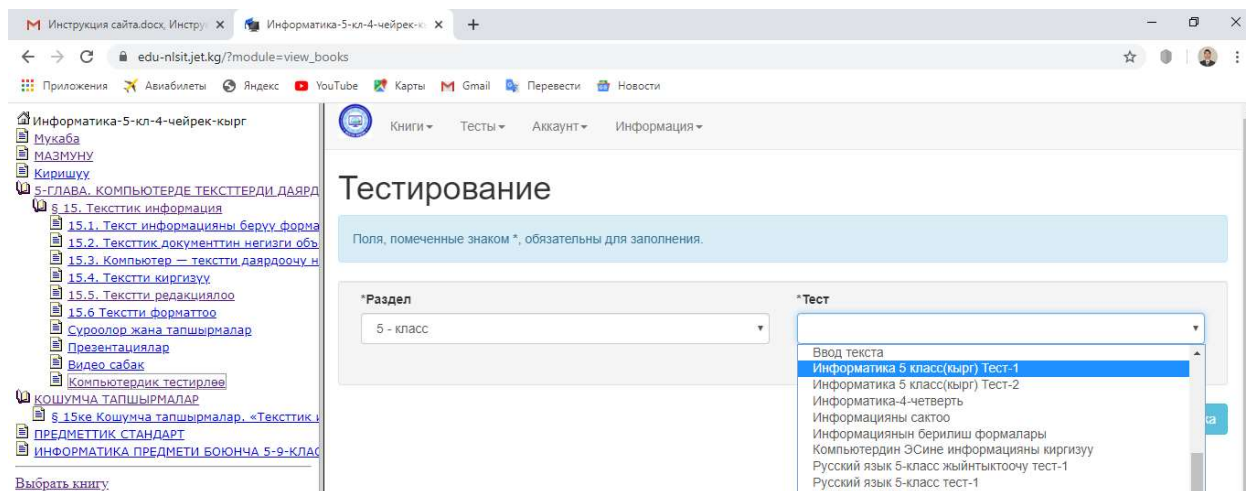 Инструкция сайта.docx, Инстру
Информатика-5-кл-4-чейрек-к
edu-nlsit.jet.kg/?module=view_books
Приложения Авиабилеты Яндекс YouTube Карты Gmail Перевести Новости
Информатика-5-кл-4-чейрек-кырг
Мукаба
МАЗМУНУ
Киришүү
5-ГЛАВА. КОМПЬЮТЕРДЕ ТЕКСТТЕРДИ ДАЯРД
§ 15. Тексттик информация
15.1. Текст информацияны берүү форма
15.2. Тексттик документтин негизги объ
15.3. Компьютер — текстти даярдоочу н
15.4. Текстти киргизүү
15.5. Текстти редакциялоо
15.6 Текстти форматтоо
Суроолор жана тапшырмалар
Презентациялар
Видео сабак
Компьютердик тестирлөө
КОШУМЧА ТАПШЫРМАЛАР
§ 15ке Кошумча тапшырмалар. «Тексттик и
ПРЕДМЕТТИК СТАНДАРТ
ИНФОРМАТИКА ПРЕДМЕТИ БОЮНЧА 5-9-КЛАС
Выбрать книгу
Книги Тесты Аккаунт Информация
Тестирование
Поля, помеченные знаком *, обязательны для заполнения.
*Раздел
5 - класс
*Тест
Ввод текста
Информатика 5 класс(кырг) Тест-1
Информатика 5 класс(кырг) Тест-2
Информатика-4-четверть
Информацияны сактоо
Информациянын берилиш формалары
Компьютердин ЭСине информацияны киргизүү
Русский язык 5-класс жыйынтыктоочу тест-1
Русский язык 5-класс тест-1
ка